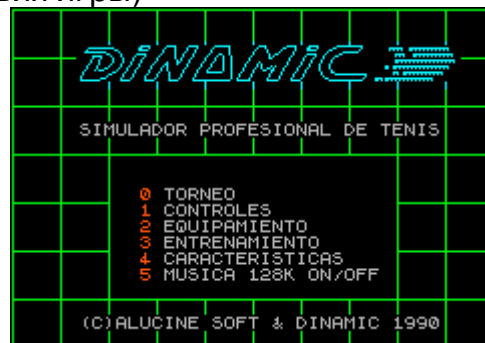 DINAMIC
SIMULADOR PROFESIONAL DE TENIS
0 TORNEO
1 CONTROLES
2 EQUIPAMIENTO
3 ENTRENAMIENTO
4 CARACTERISTICAS
5 MUSICA 128K ON/OFF
(C)ALUCINE SOFT & DINAMIC 1990